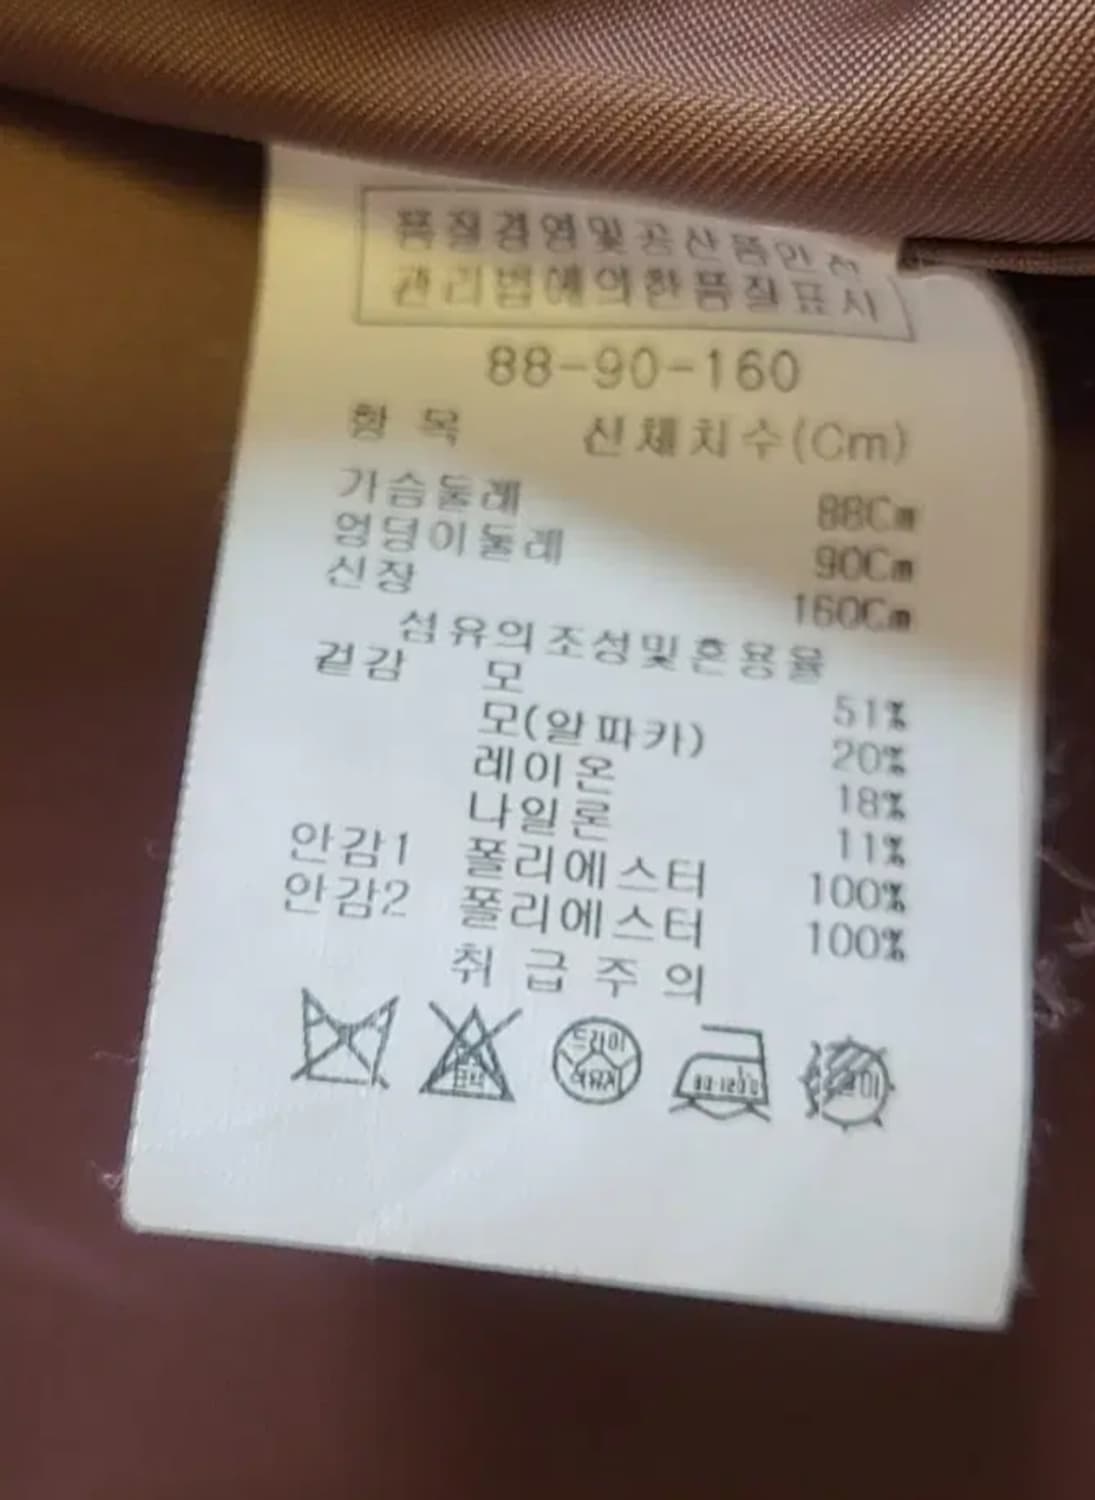 품질경영및공산품안전
관리법에의한품질표시
88-90-160
항 목 신체치수(Cm)
가슴둘레 88Cm
엉덩이둘레 90Cm
신장 160Cm
섬유의조성및혼용율
겉감 모 51%
모(알파카) 20%
레이온 18%
나일론 11%
안감1 폴리에스터 100%
안감2 폴리에스터 100%
취 급 주 의
드라이